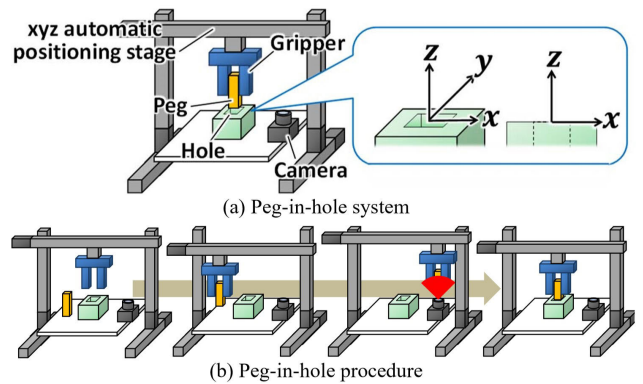 xyz automatic
positioning stage
Gripper
Peg
Hole
Camera
z
y
x
z
x
(a) Peg-in-hole system
(b) Peg-in-hole procedure